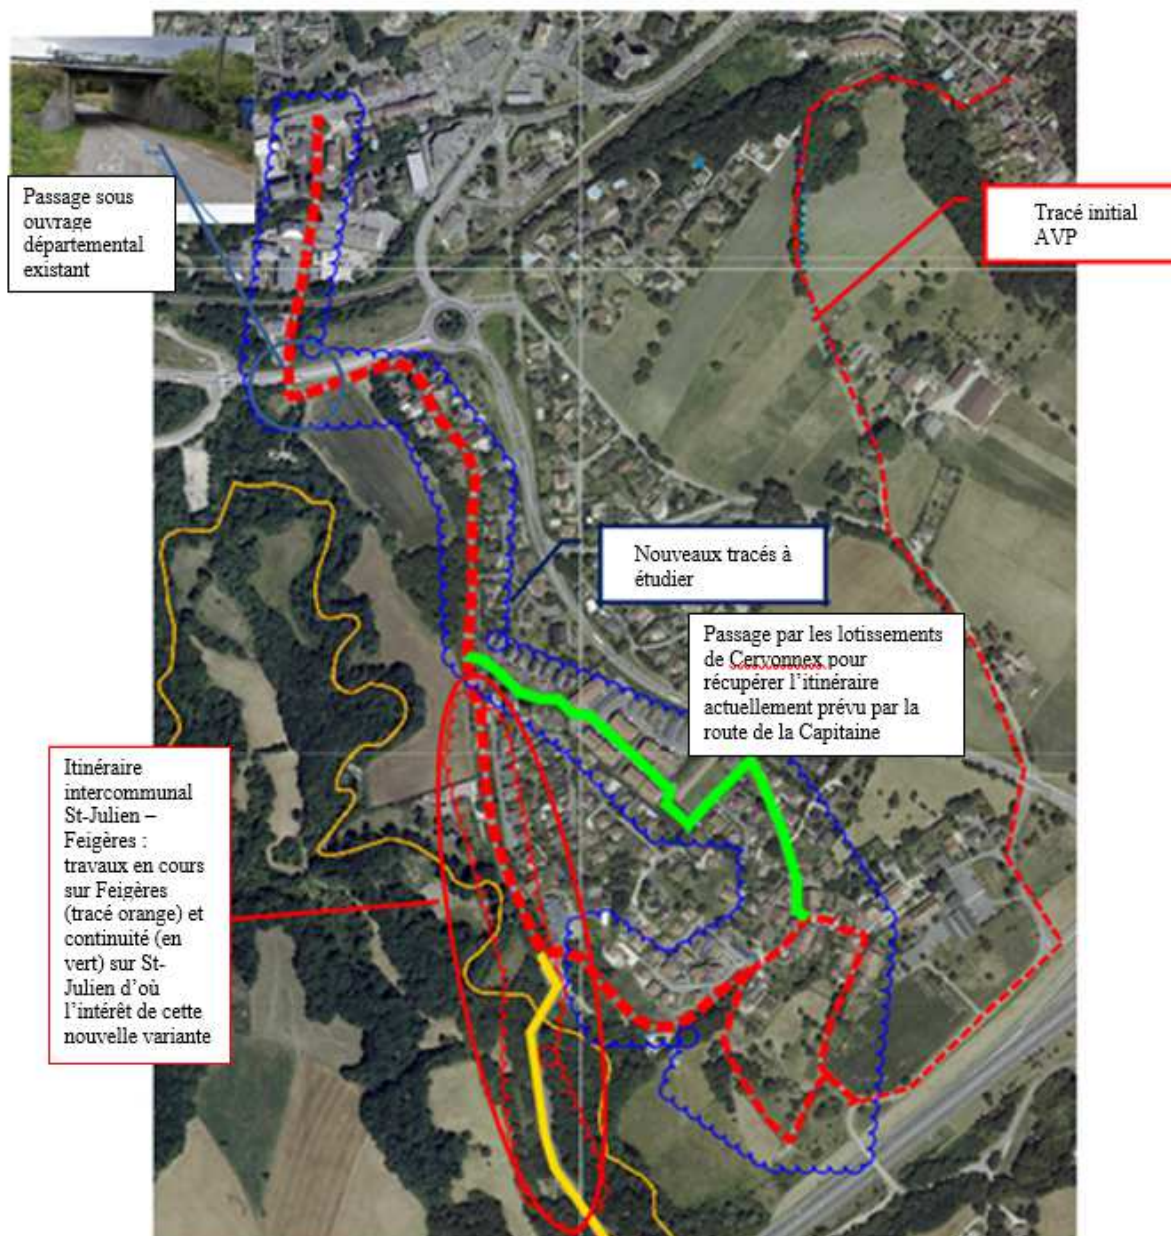 Passage sous
ouvrage
départemental
existant
Tracé initial
AVP
Nouveaux tracés à
étudier
Passage par les lotissements
de Cervonnex pour
récupérer l'itinéraire
actuellement prévu par la
route de la Capitaine
Itinéraire
intercommunal
St-Julien –
Feigères :
travaux en cours
sur Feigères
(tracé orange) et
continuité (en
vert) sur St-
Julien d'où
l'intérêt de cette
nouvelle variante